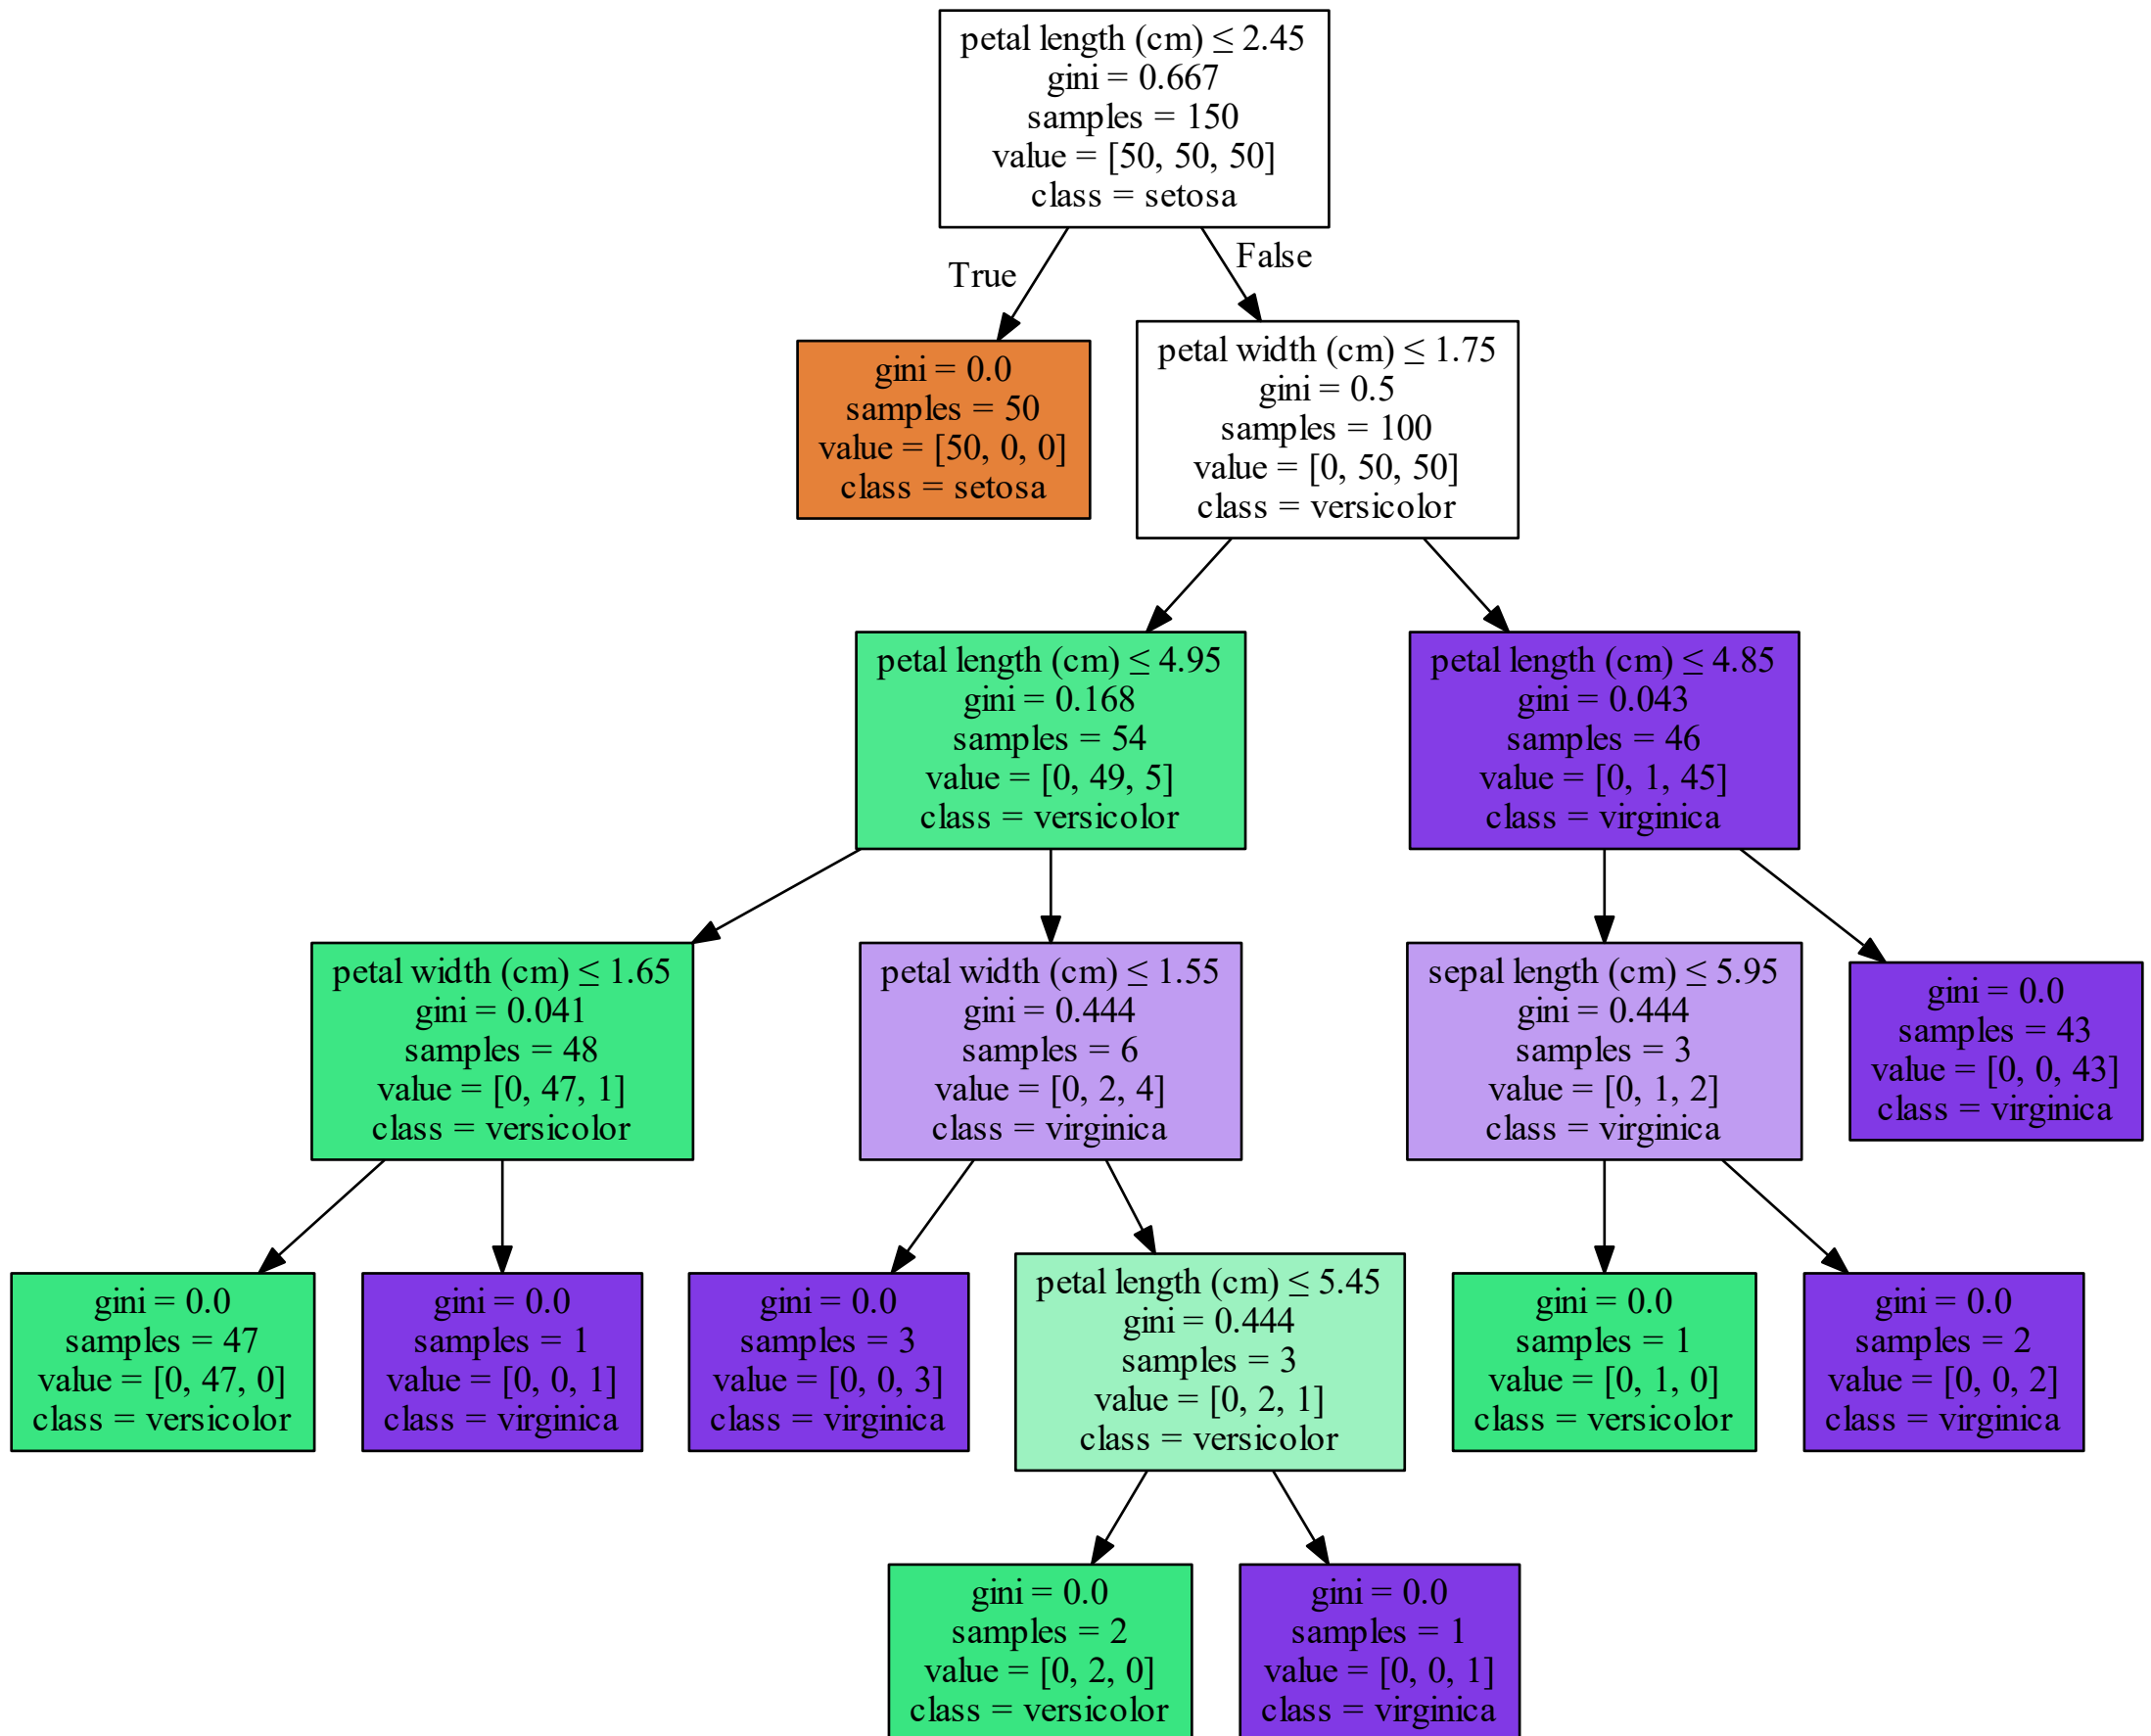 petal length (cm) ≤ 2.45
gini = 0.667
samples = 150
value = [50, 50, 50]
class = setosa
True
False
gini = 0.0
samples = 50
value = [50, 0, 0]
class = setosa
petal width (cm) ≤ 1.75
gini = 0.5
samples = 100
value = [0, 50, 50]
class = versicolor
petal length (cm) ≤ 4.95
gini = 0.168
samples = 54
value = [0, 49, 5]
class = versicolor
petal length (cm) ≤ 4.85
gini = 0.043
samples = 46
value = [0, 1, 45]
class = virginica
petal width (cm) ≤ 1.65
gini = 0.041
samples = 48
value = [0, 47, 1]
class = versicolor
petal width (cm) ≤ 1.55
gini = 0.444
samples = 6
value = [0, 2, 4]
class = virginica
sepal length (cm) ≤ 5.95
gini = 0.444
samples = 3
value = [0, 1, 2]
class = virginica
gini = 0.0
samples = 43
value = [0, 0, 43]
class = virginica
gini = 0.0
samples = 47
value = [0, 47, 0]
class = versicolor
gini = 0.0
samples = 1
value = [0, 0, 1]
class = virginica
gini = 0.0
samples = 3
value = [0, 0, 3]
class = virginica
petal length (cm) ≤ 5.45
gini = 0.444
samples = 3
value = [0, 2, 1]
class = versicolor
gini = 0.0
samples = 1
value = [0, 1, 0]
class = versicolor
gini = 0.0
samples = 2
value = [0, 0, 2]
class = virginica
gini = 0.0
samples = 2
value = [0, 2, 0]
class = versicolor
gini = 0.0
samples = 1
value = [0, 0, 1]
class = virginica